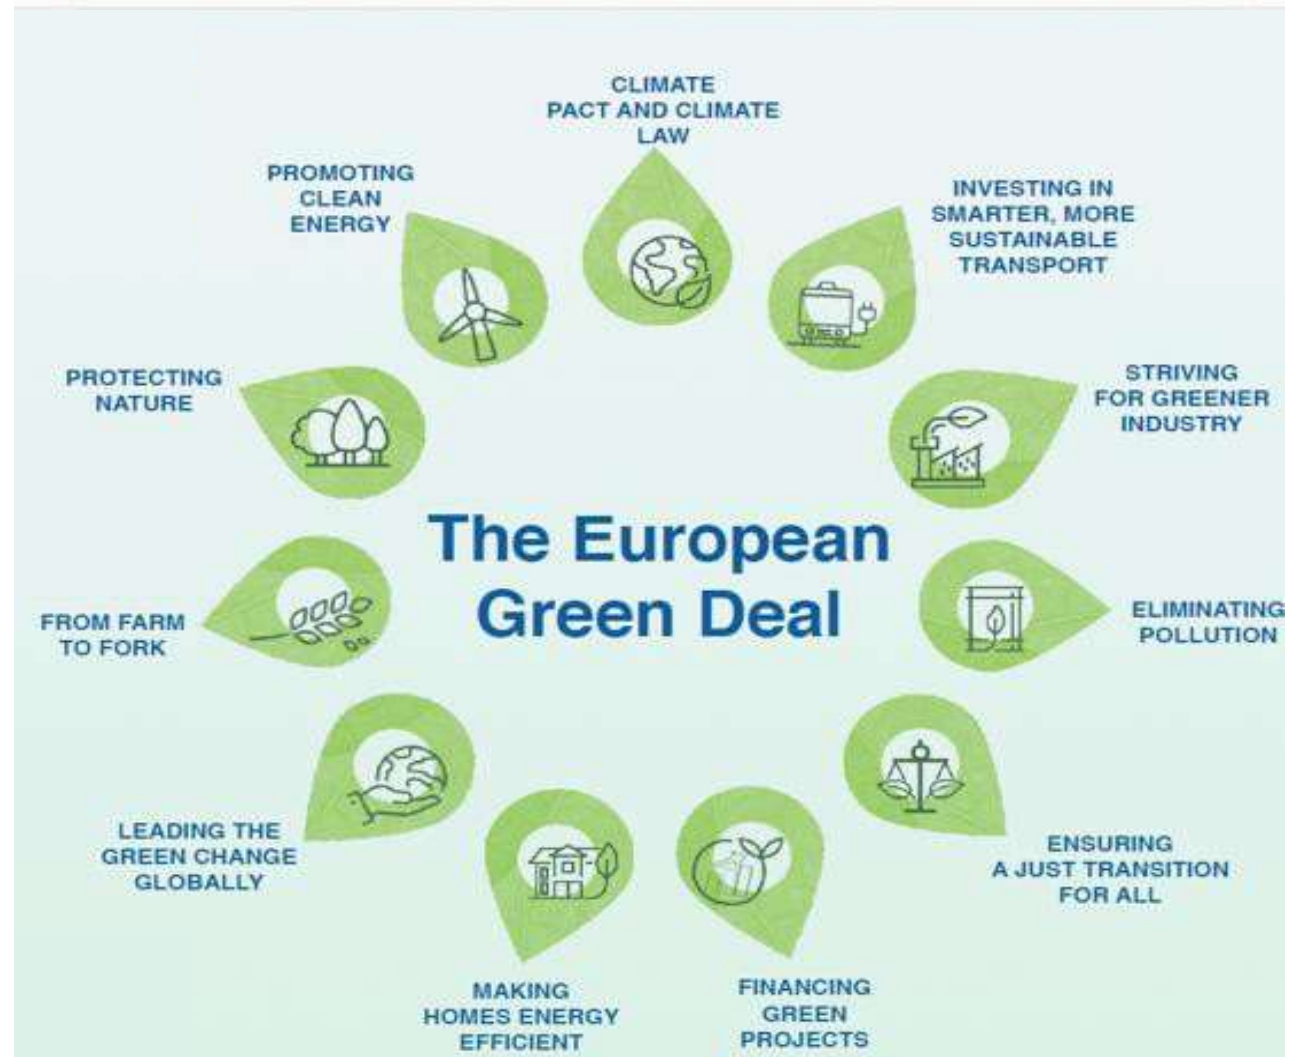 CLIMATE
PACT AND CLIMATE
LAW
INVESTING IN
SMARTER, MORE
SUSTAINABLE
TRANSPORT
STRIVING
FOR GREENER
INDUSTRY
ELIMINATING
POLLUTION
ENSURING
A JUST TRANSITION
FOR ALL
FINANCING
GREEN
PROJECTS
MAKING
HOMES ENERGY
EFFICIENT
LEADING THE
GREEN CHANGE
GLOBALLY
FROM FARM
TO FORK
PROTECTING
NATURE
PROMOTING
CLEAN
ENERGY
The European
Green Deal